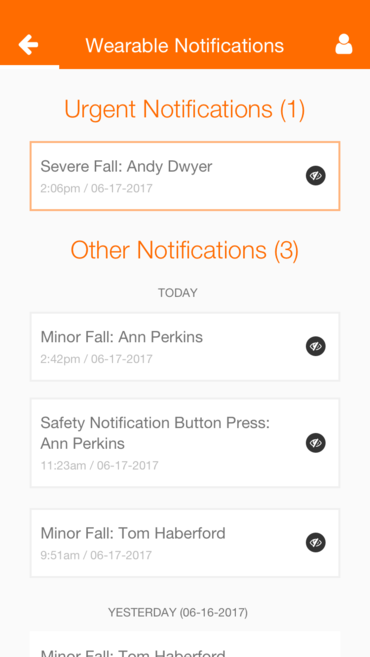 Wearable Notifications
Urgent Notifications (1)
Severe Fall: Andy Dwyer
2:06pm / 06-17-2017
Other Notifications (3)
TODAY
Minor Fall: Ann Perkins
2:42pm / 06-17-2017
Safety Notification Button Press:
Ann Perkins
11:23am / 06-17-2017
Minor Fall: Tom Haberford
9:51am / 06-17-2017
YESTERDAY (06-16-2017)
Minor Fall: Tom Haberford